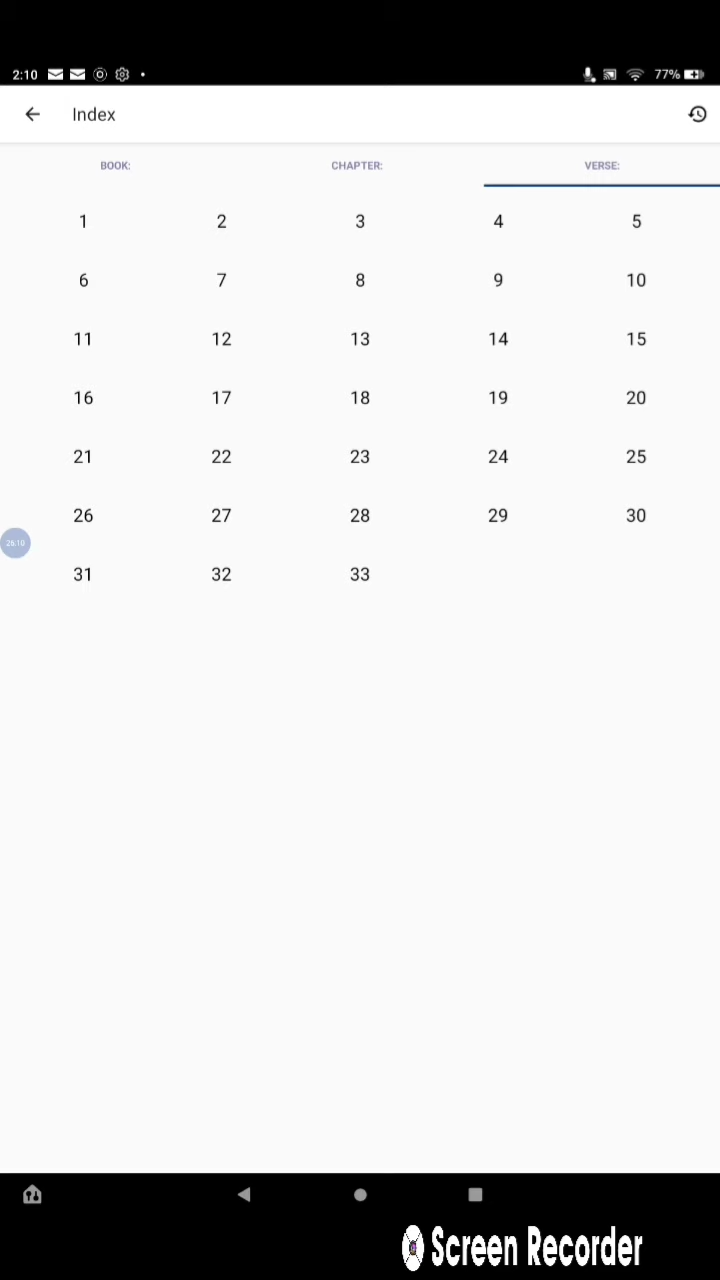 2:10 77%
Index
BOOK: CHAPTER: VERSE:
1 2 3 4 5
6 7 8 9 10
11 12 13 14 15
16 17 18 19 20
21 22 23 24 25
26 27 28 29 30
26:10
31 32 33
Screen Recorder